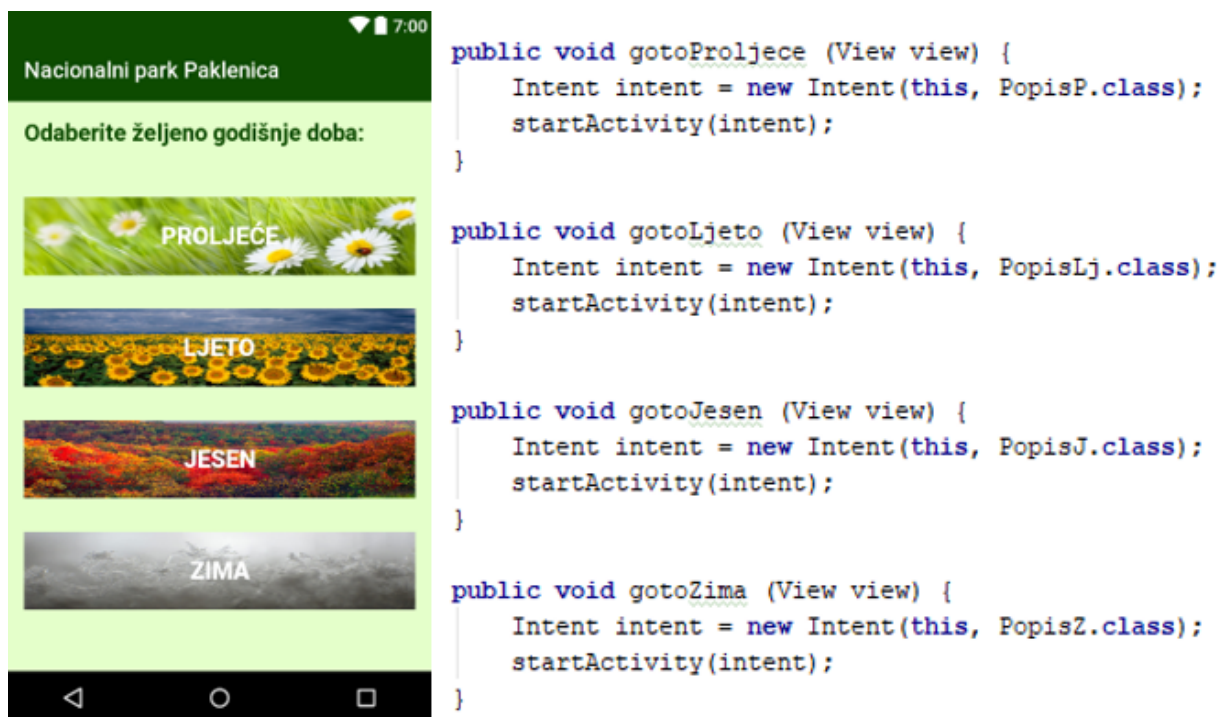 7:00
Nacionalni park Paklenica
Odaberite željeno godišnje doba:
PROLJEĆE
LJETO
JESEN
ZIMA
public void gotoProljece (View view) {
    Intent intent = new Intent(this, PopisP.class);
    startActivity(intent);
}
public void gotoLjeto (View view) {
    Intent intent = new Intent(this, PopisLj.class);
    startActivity(intent);
}
public void gotoJesen (View view) {
    Intent intent = new Intent(this, PopisJ.class);
    startActivity(intent);
}
public void gotoZima (View view) {
    Intent intent = new Intent(this, PopisZ.class);
    startActivity(intent);
}